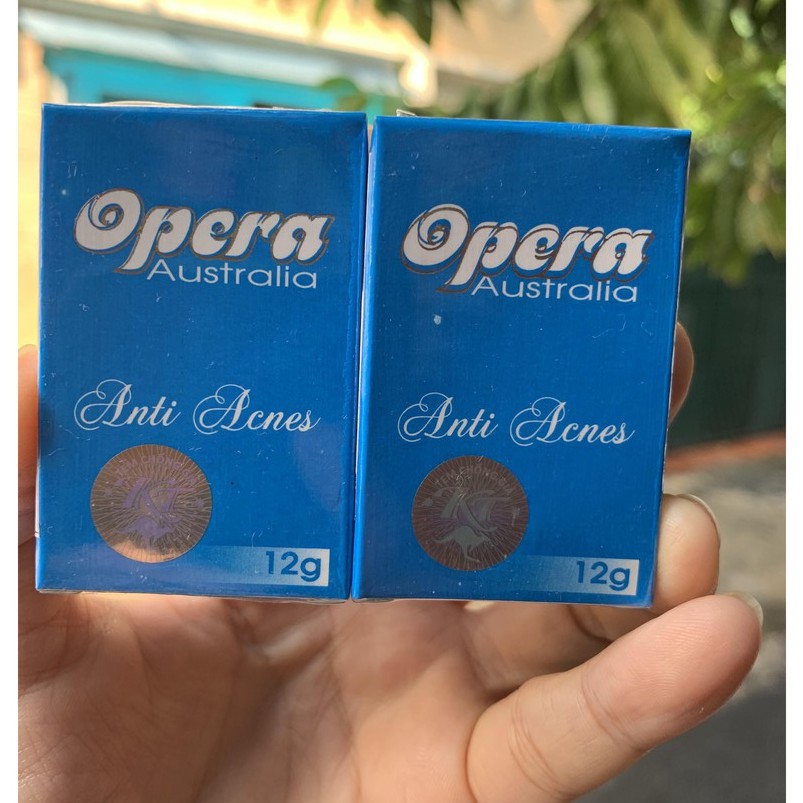 Opera
Australia
Anti Acnes
12g
Opera
Australia
Anti Acnes
12g